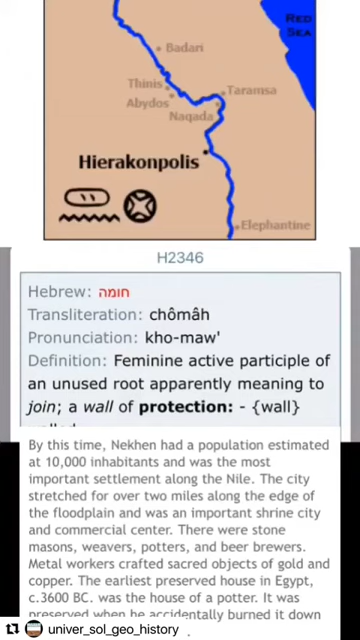 RED
SEA
Badari
Thinis
Abydos
Taramsa
Naqada
Hierakonpolis
Elephantine
H2346
Hebrew: חומה
Transliteration: chômâh
Pronunciation: kho-maw'
Definition: Feminine active participle of
an unused root apparently meaning to
join; a wall of protection: - {wall}
By this time, Nekhen had a population estimated
at 10,000 inhabitants and was the most
important settlement along the Nile. The city
stretched for over two miles along the edge of
the floodplain and was an important shrine city
and commercial center. There were stone
masons, weavers, potters, and beer brewers.
Metal workers crafted sacred objects of gold and
copper. The earliest preserved house in Egypt,
c.3600 BC. was the house of a potter. It was
preserved when he accidentally burned it down
univer_sol_geo_history